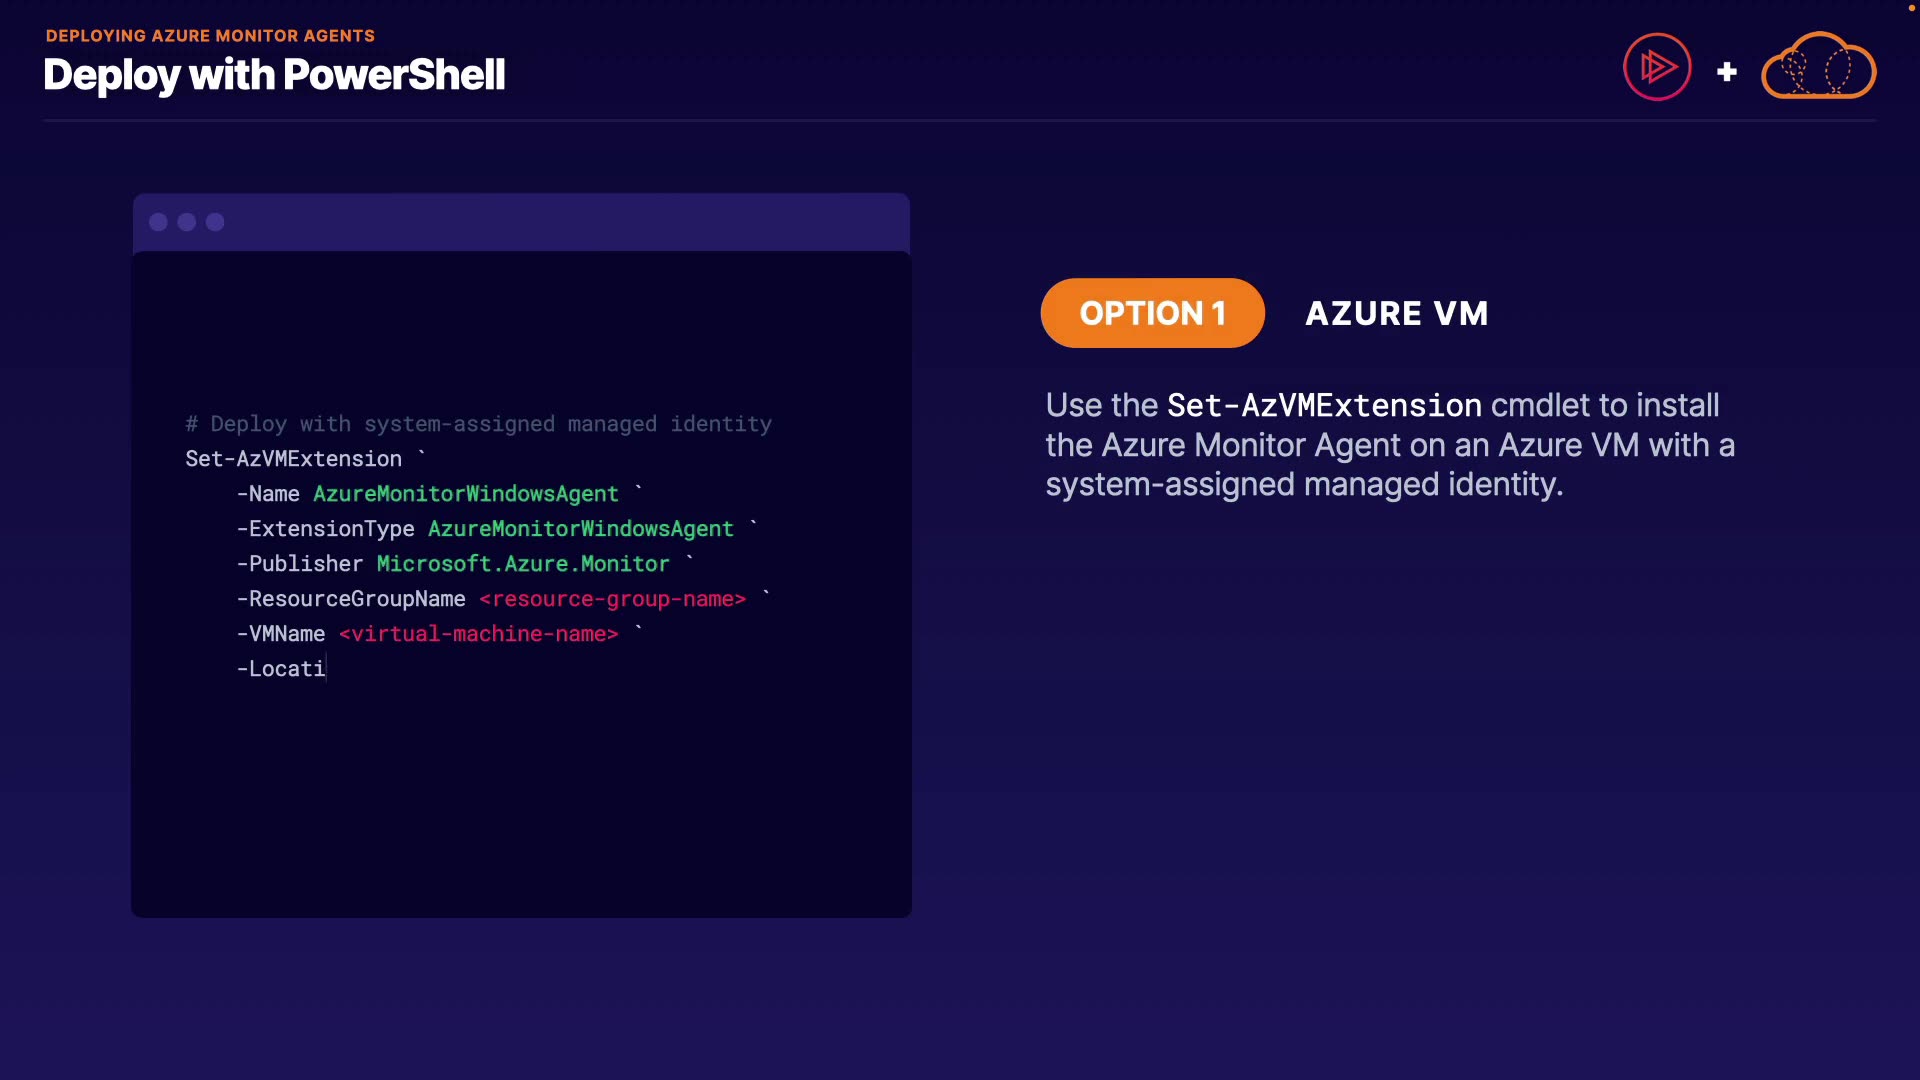 DEPLOYING AZURE MONITOR AGENTS
Deploy with PowerShell
+
# Deploy with system-assigned managed identity
Set-AzVMExtension `
-Name AzureMonitorWindowsAgent `
-ExtensionType AzureMonitorWindowsAgent `
-Publisher Microsoft.Azure.Monitor `
-ResourceGroupName <resource-group-name> `
-VMName <virtual-machine-name> `
-Locati
OPTION 1 AZURE VM
Use the Set-AzVMExtension cmdlet to install
the Azure Monitor Agent on an Azure VM with a
system-assigned managed identity.